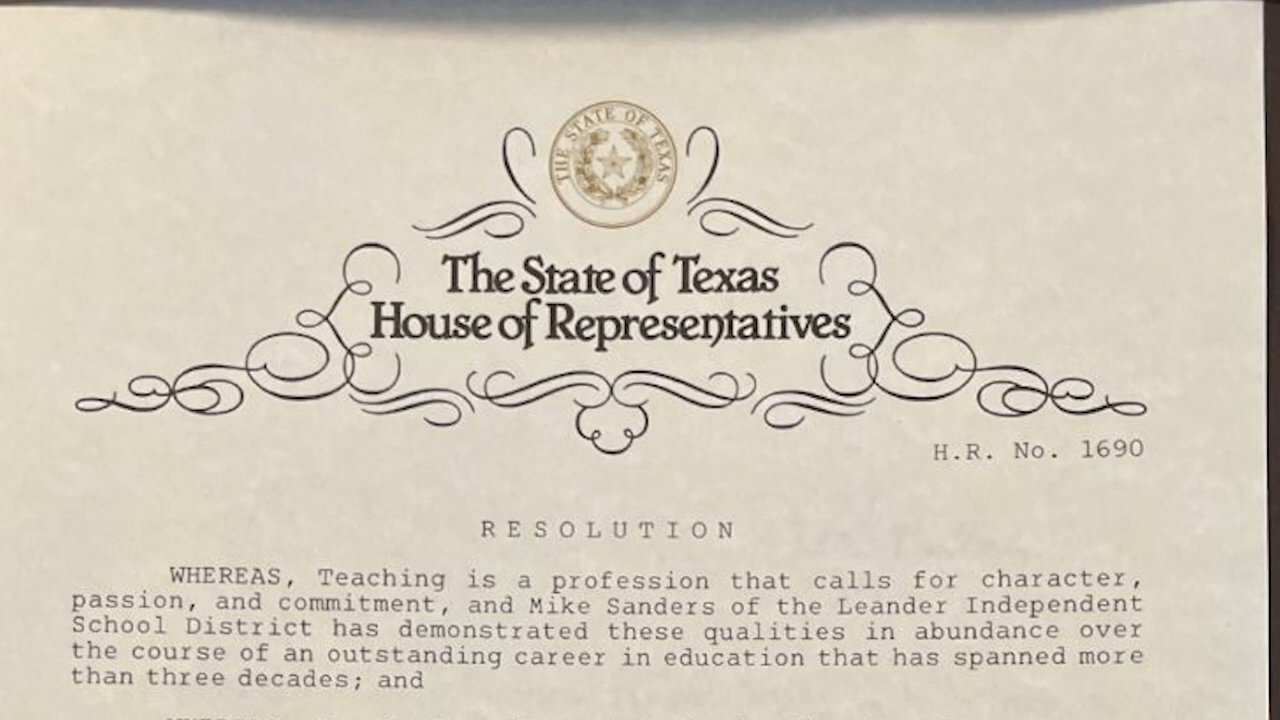 THE STATE OF TEXAS
The State of Texas
House of Representatives
H.R. No. 1690
RESOLUTION
WHEREAS, Teaching is a profession that calls for character,
passion, and commitment, and Mike Sanders of the Leander Independent
School District has demonstrated these qualities in abundance over
the course of an outstanding career in education that has spanned more
than three decades; and